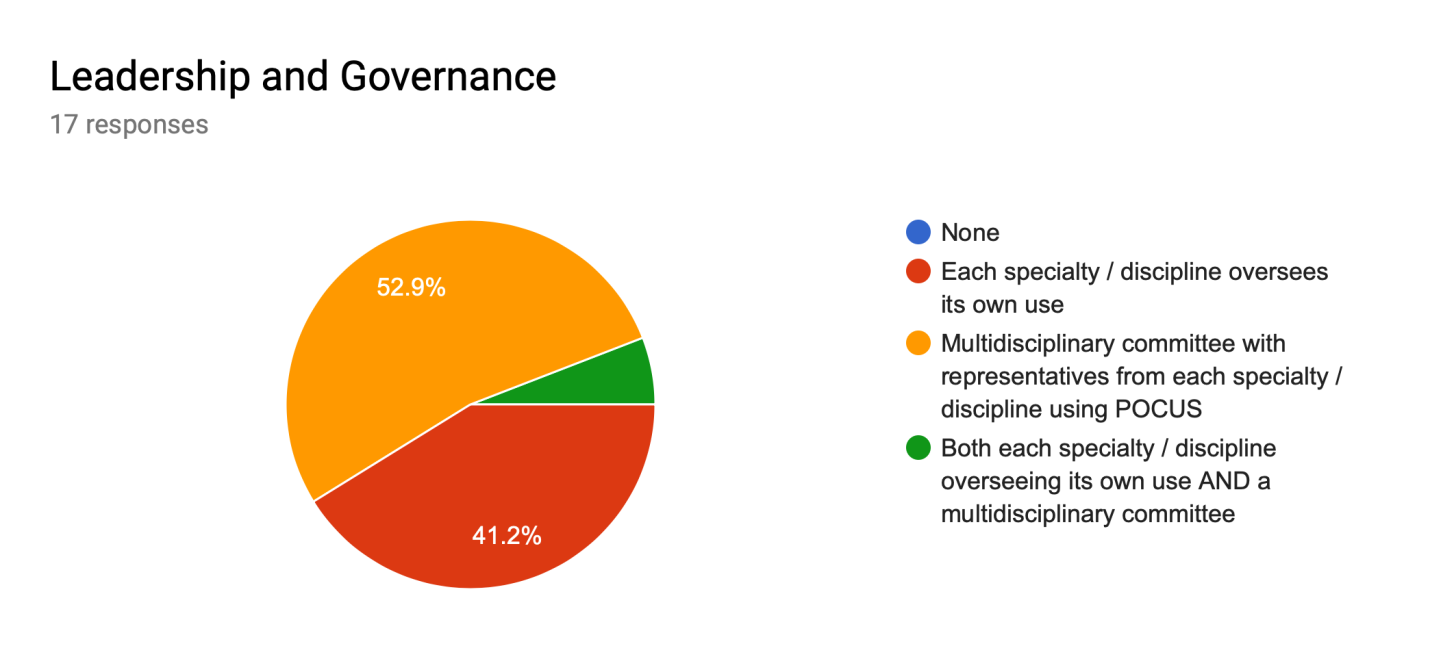 Leadership and Governance
17 responses
52.9%
41.2%
None
Each specialty / discipline oversees
its own use
Multidisciplinary committee with
representatives from each specialty /
discipline using POCUS
Both each specialty / discipline
overseeing its own use AND a
multidisciplinary committee